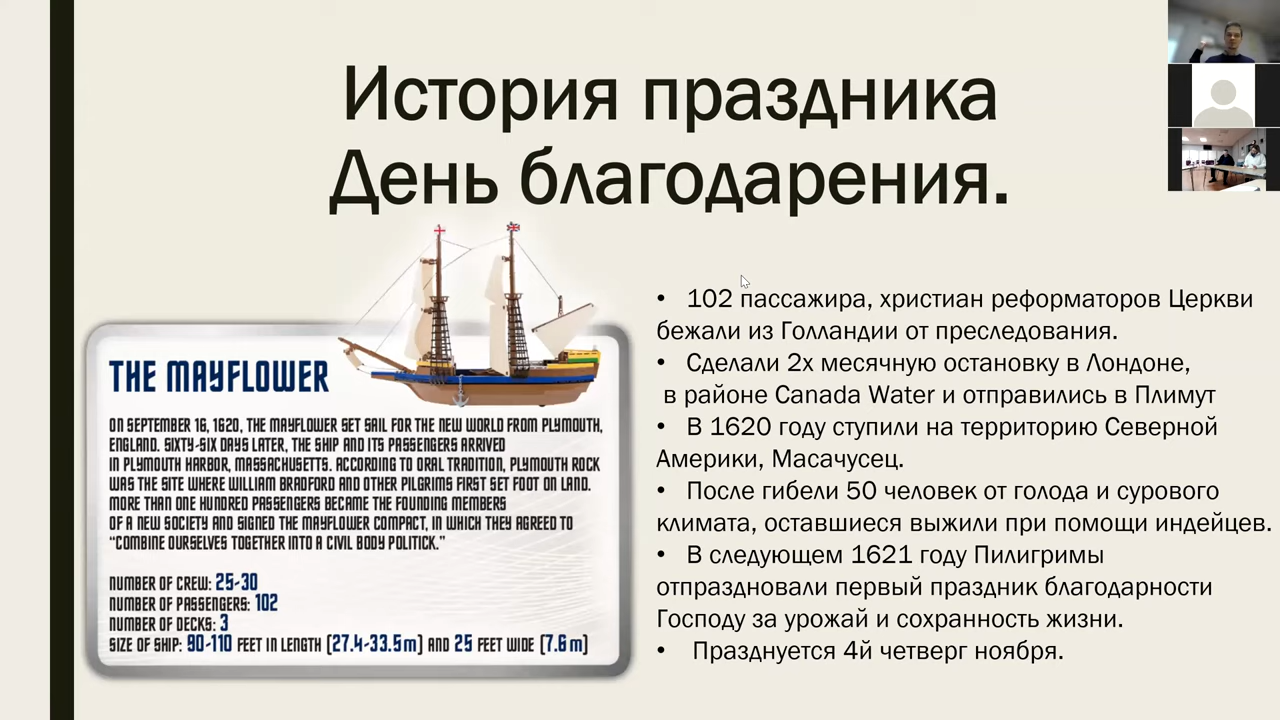 История праздника
День благодарения.
THE MAYFLOWER
ON SEPTEMBER 16, 1620, THE MAYFLOWER SET SAIL FOR THE NEW WORLD FROM PLYMOUTH,
ENGLAND. SIXTY-SIX DAYS LATER, THE SHIP AND ITS PASSENGERS ARRIVED
IN PLYMOUTH HARBOR, MASSACHUSETTS. ACCORDING TO ORAL TRADITION, PLYMOUTH ROCK
WAS THE SITE WHERE WILLIAM BRADFORD AND OTHER PILGRIMS FIRST SET FOOT ON LAND.
MORE THAN ONE HUNDRED PASSENGERS BECAME THE FOUNDING MEMBERS
OF A NEW SOCIETY AND SIGNED THE MAYFLOWER COMPACT, IN WHICH THEY AGREED TO
“COMBINE OURSELVES TOGETHER INTO A CIVIL BODY POLITICK.”
NUMBER OF CREW: 25-30
NUMBER OF PASSENGERS: 102
NUMBER OF DECKS: 3
SIZE OF SHIP: 90-110 FEET IN LENGTH (27.4-33.5m) AND 25 FEET WIDE (7.6m)
• 102 пассажира, христиан реформаторов Церкви
бежали из Голландии от преследования.
• Сделали 2х месячную остановку в Лондоне,
в районе Canada Water и отправились в Плимут
• В 1620 году ступили на территорию Северной
Америки, Масачусец.
• После гибели 50 человек от голода и сурового
климата, оставшиеся выжили при помощи индейцев.
• В следующем 1621 году Пилигримы
отпраздновали первый праздник благодарности
Господу за урожай и сохранность жизни.
• Празднуется 4й четверг ноября.